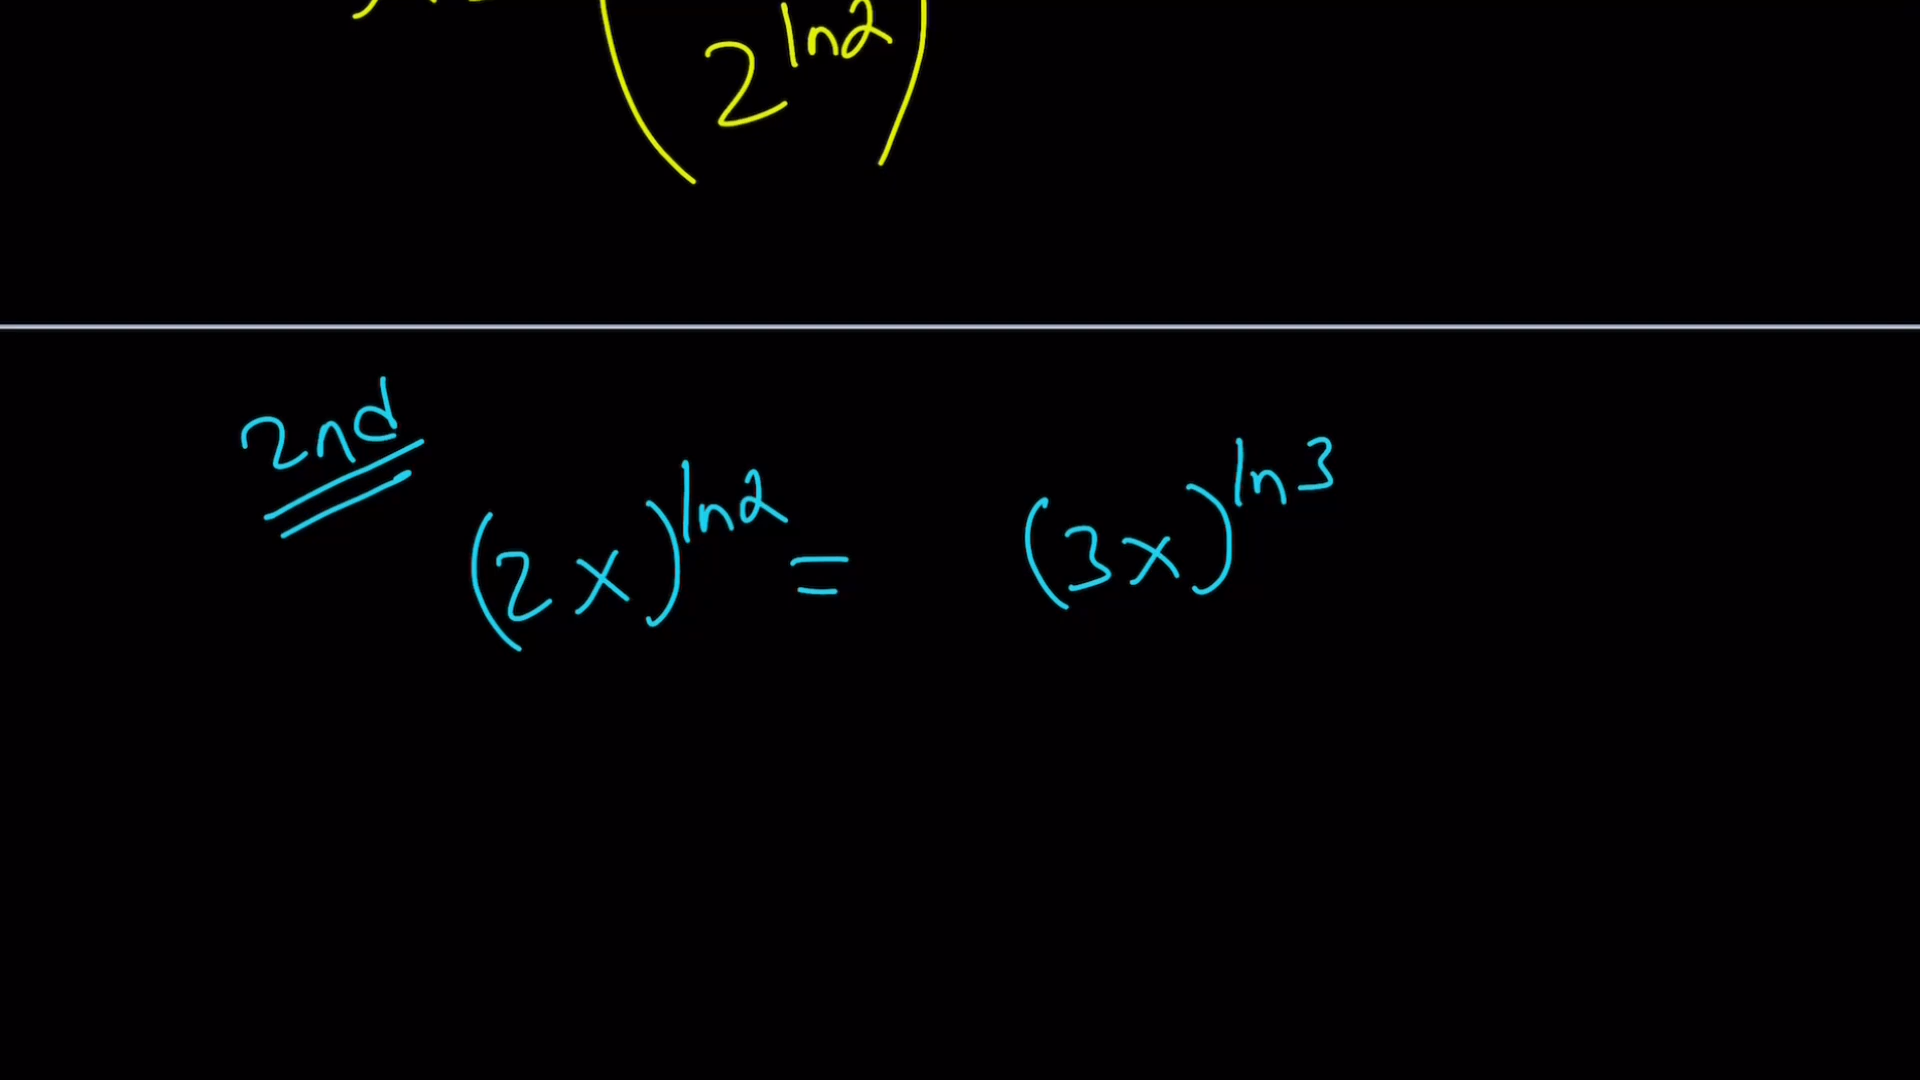 (2^ln2)
2nd
(2x)^ln2 = (3x)^ln3